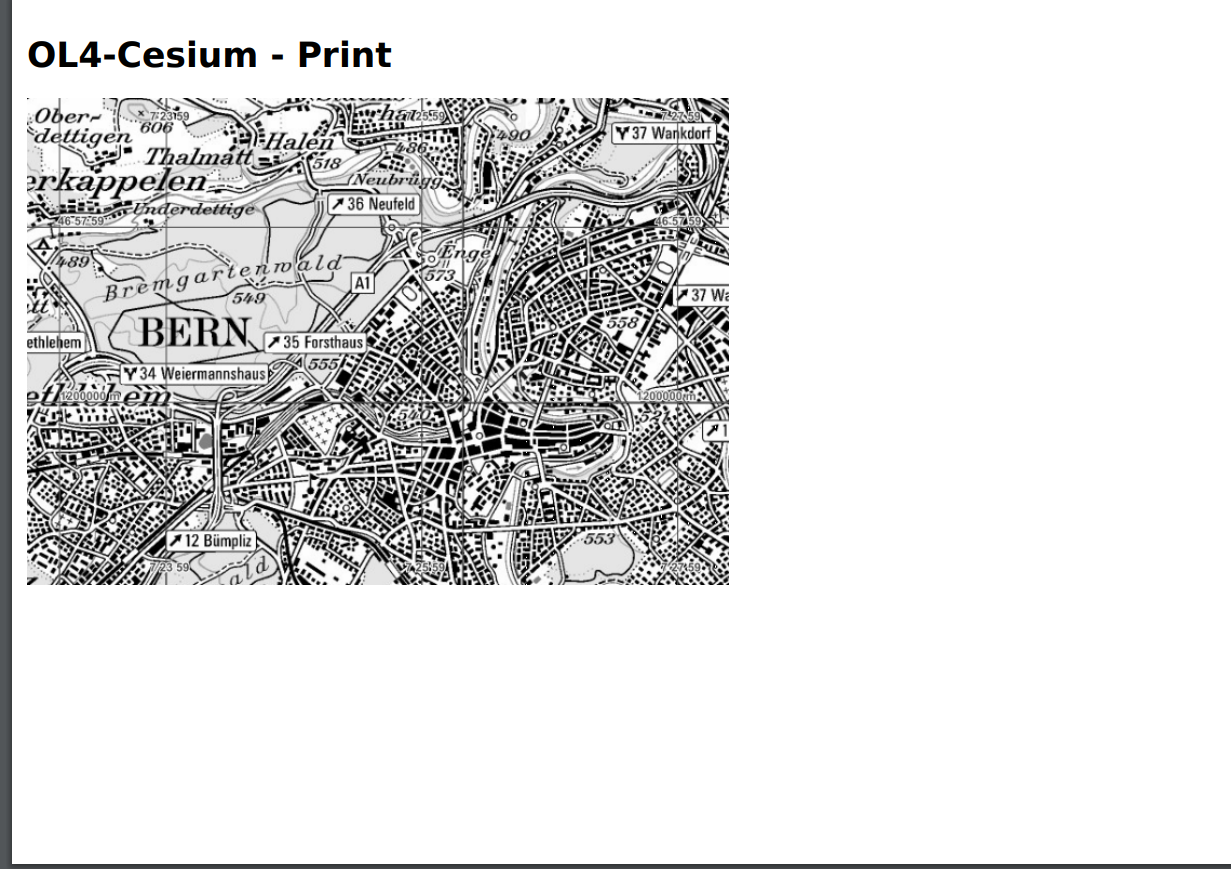 OL4-Cesium - Print
Ober-
dettigen
7:23:59
606
Halen
Thalmatt
518
486
7:25:59
490
7:27:59
37 Wankdorf
erkappelen
Neubrügg
Underdettige
36 Neufeld
46:57:59
46:57:59
489
Enge
573
Bremgartenwald
549
A1
37 Wa
BERN
558
ethlehem
35 Forsthaus
555
34 Weiermannshaus
1200000 m
1200000 m
540
12 Bümpliz
553
7:23:59
7:25:59
7:27:59
ald